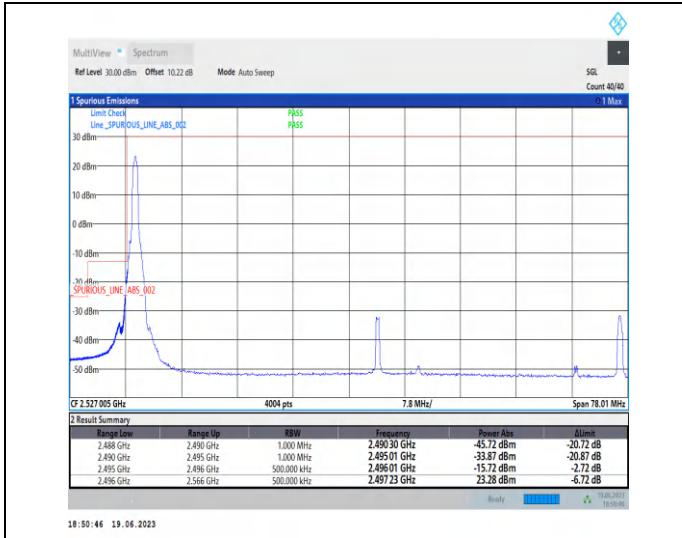 MultiView Spectrum
Ref Level 30.00 dBm Offset 10.22 dB Mode Auto Sweep SGL
Count 40/40
1 Spurious Emissions 1 Max
Limit Check PASS
Line _SPURIOUS_LINE_ABS_002 PASS
30 dBm
20 dBm
10 dBm
0 dBm
-10 dBm
-20 dBm
_SPURIOUS_LINE_ABS_002
-30 dBm
-40 dBm
-50 dBm
CF 2.527 005 GHz 4004 pts 7.8 MHz/ Span 78.01 MHz
2 Result Summary
Range Low Range Up RBW Frequency Power Abs ΔLimit
2.488 GHz 2.490 GHz 1.000 MHz 2.490 30 GHz -45.72 dBm -20.72 dB
2.490 GHz 2.495 GHz 1.000 MHz 2.495 01 GHz -33.87 dBm -20.87 dB
2.495 GHz 2.496 GHz 500.000 kHz 2.496 01 GHz -15.72 dBm -2.72 dB
2.496 GHz 2.566 GHz 500.000 kHz 2.497 23 GHz 23.28 dBm -6.72 dB
Ready 19.06.2023
18:50:46
18:50:46 19.06.2023